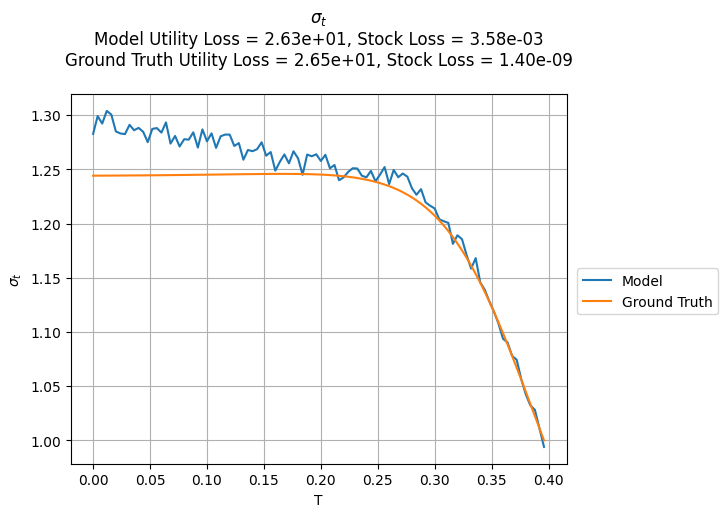 σt
Model Utility Loss = 2.63e+01, Stock Loss = 3.58e-03
Ground Truth Utility Loss = 2.65e+01, Stock Loss = 1.40e-09
1.30
1.25
1.20
1.15
1.10
1.05
1.00
σt
0.00 0.05 0.10 0.15 0.20 0.25 0.30 0.35 0.40
T
Model
Ground Truth